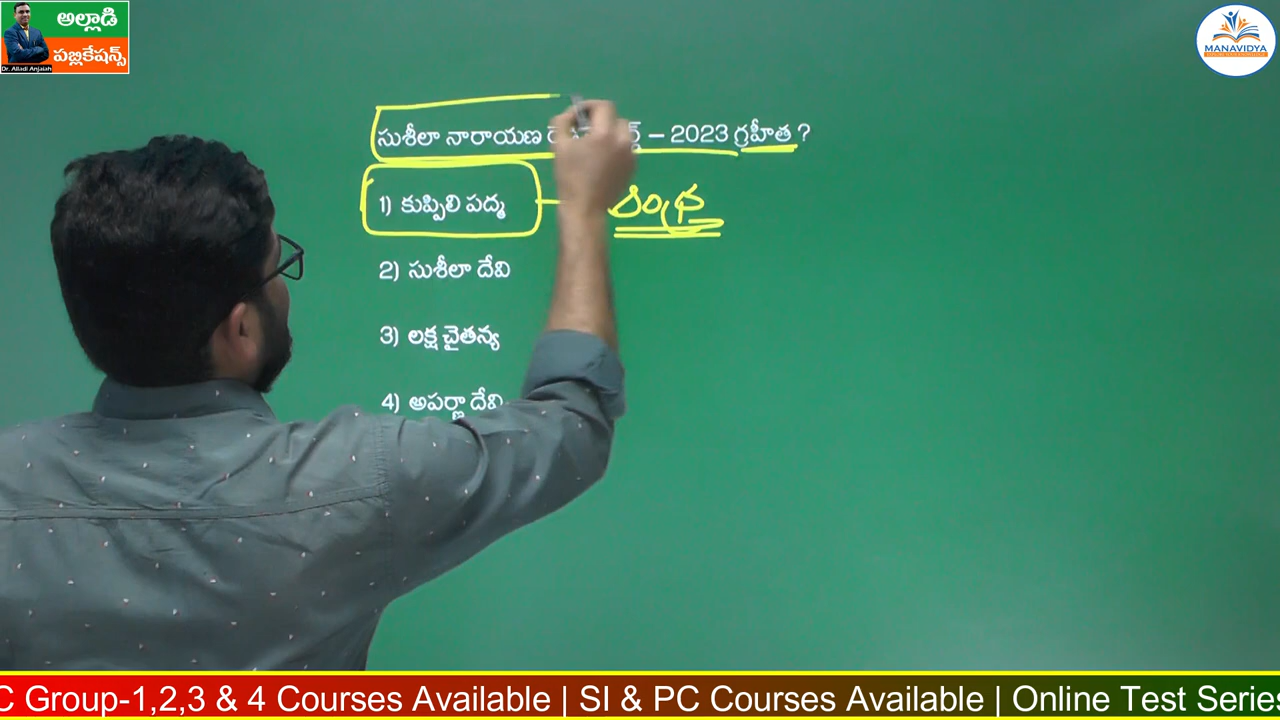 అల్లాడి
పబ్లికేషన్స్
Dr. Alladi Anjaiah
MANAVIDYA
సుశీలా నారాయణ – 2023 గ్రహీత ?
1) కుప్పిలి పద్మ
2) సుశీలా దేవి
3) లక్ష చైతన్య
4) అపర్ణా దేవి
C Group-1,2,3 & 4 Courses Available | SI & PC Courses Available | Online Test Series